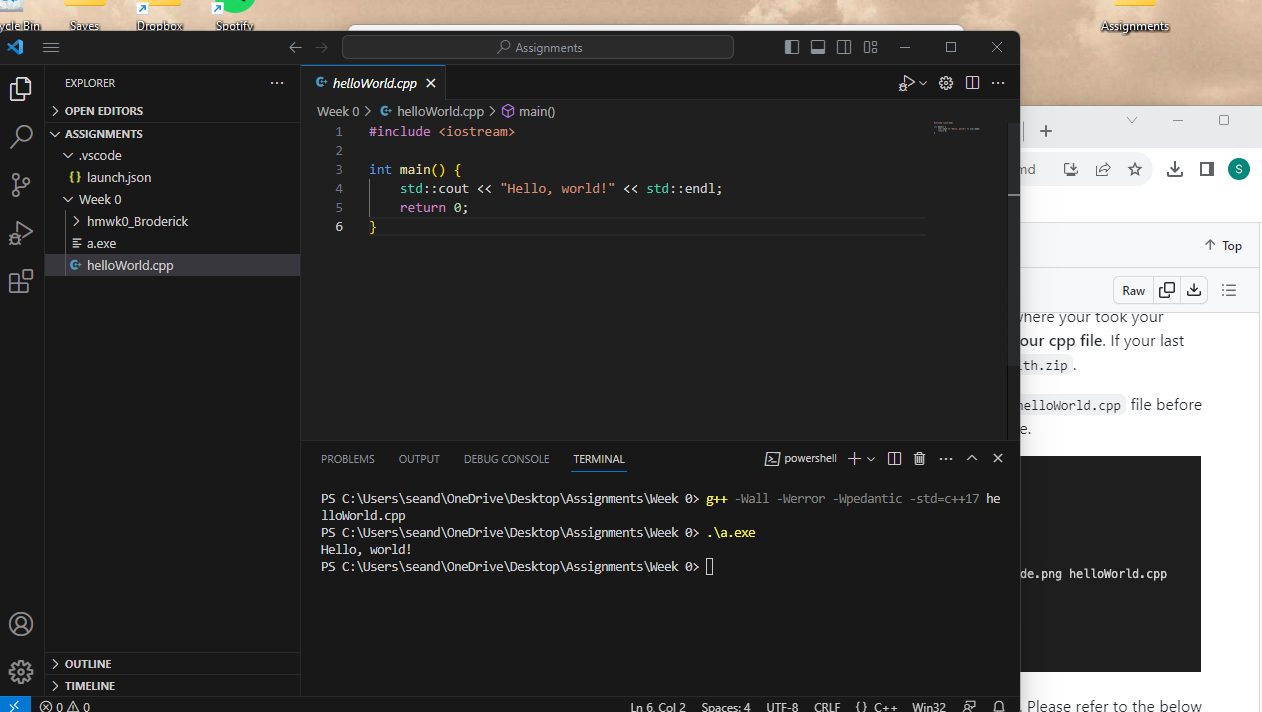 ycle Bin
Saves
Dropbox
Spotify
Assignments
Assignments
EXPLORER
OPEN EDITORS
ASSIGNMENTS
.vscode
{} launch.json
Week 0
hmwk0_Broderick
a.exe
helloWorld.cpp
OUTLINE
TIMELINE
helloWorld.cpp
Week 0 > helloWorld.cpp > main()
1 #include <iostream>
2
3 int main() {
4 std::cout << "Hello, world!" << std::endl;
5 return 0;
6 }
PROBLEMS OUTPUT DEBUG CONSOLE TERMINAL
powershell
PS C:\Users\seand\OneDrive\Desktop\Assignments\Week 0> g++ -Wall -Werror -Wpedantic -std=c++17 he
lloWorld.cpp
PS C:\Users\seand\OneDrive\Desktop\Assignments\Week 0> .\a.exe
Hello, world!
PS C:\Users\seand\OneDrive\Desktop\Assignments\Week 0>
0 0
Ln 6, Col 2 Spaces: 4 UTF-8 CRLF {} C++ Win32
md
S
Top
Raw
where your took your
our cpp file. If your last
ith.zip.
helloWorld.cpp file before
e.
de.png helloWorld.cpp
. Please refer to the below